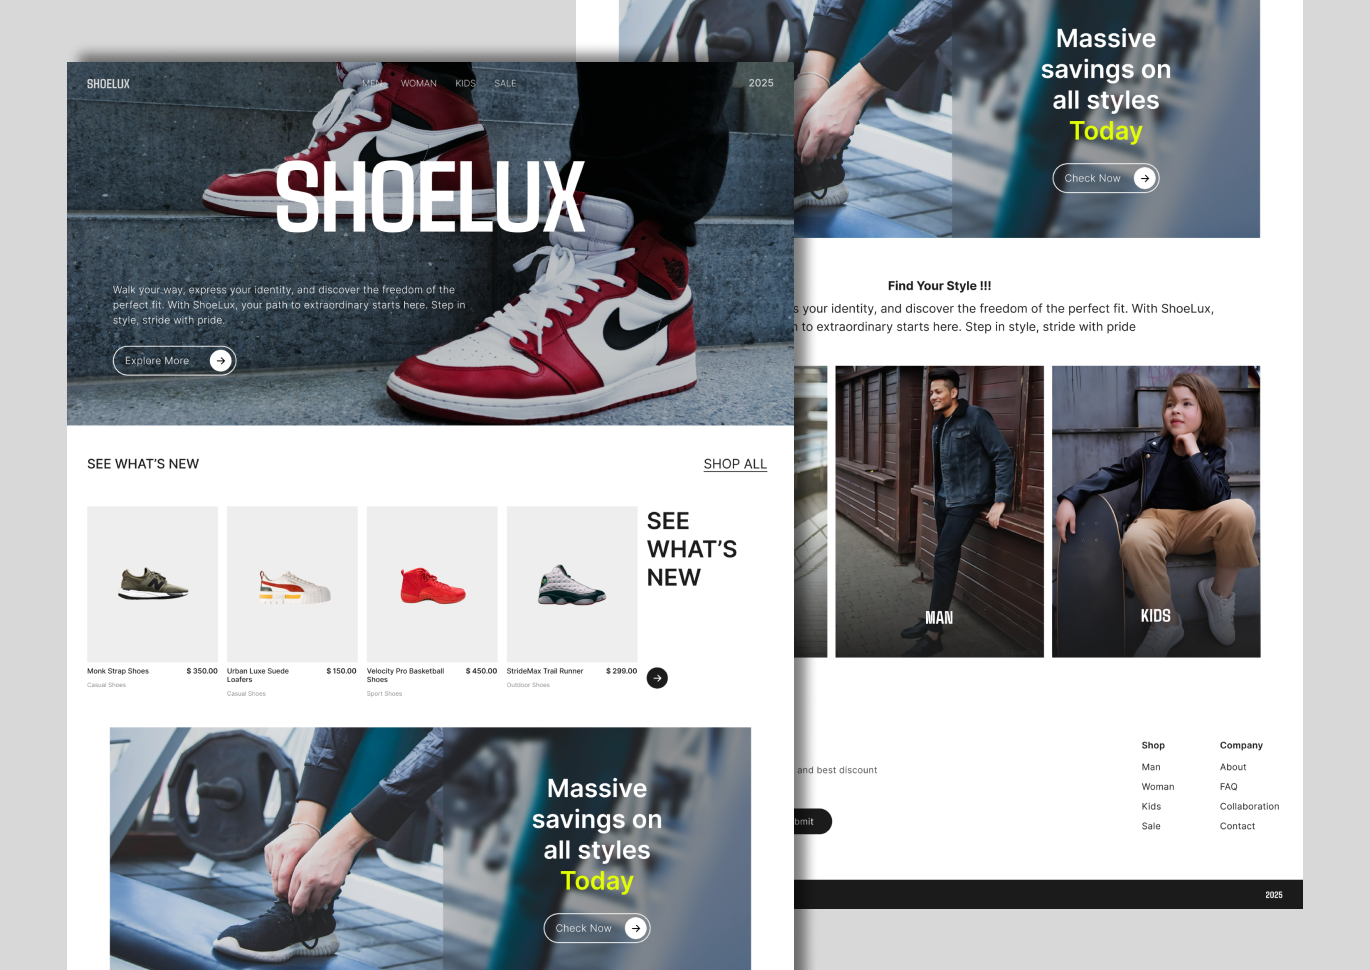 SHOELUX
MEN WOMAN KIDS SALE
2025
SHOELUX
Walk your way, express your identity, and discover the freedom of the
perfect fit. With ShoeLux, your path to extraordinary starts here. Step in
style, stride with pride.
Explore More
SEE WHAT'S NEW
SHOP ALL
SEE
WHAT'S
NEW
Monk Strap Shoes $ 350.00
Casual Shoes
Urban Luxe Suede $ 150.00
Loafers
Casual Shoes
Velocity Pro Basketball $ 450.00
Shoes
Sport Shoes
StrideMax Trail Runner $ 299.00
Outdoor Shoes
Massive
savings on
all styles
Today
Check Now
Massive
savings on
all styles
Today
Check Now
Find Your Style !!!
your identity, and discover the freedom of the perfect fit. With ShoeLux,
to extraordinary starts here. Step in style, stride with pride
MAN
KIDS
and best discount
Shop
Man
Woman
Kids
Sale
Company
About
FAQ
Collaboration
Contact
2025